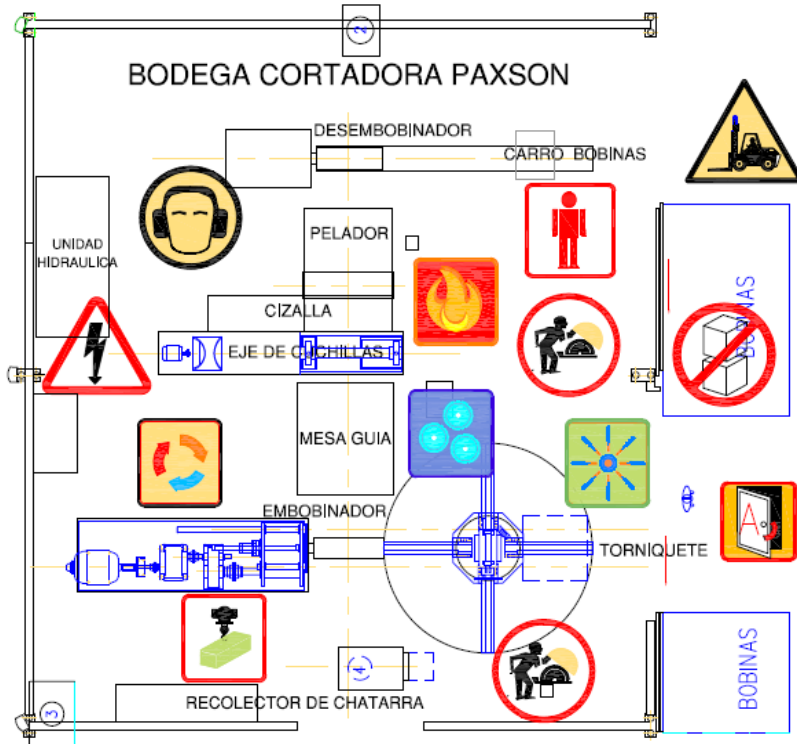 2
BODEGA CORTADORA PAXSON
DESEMBOBINADOR
CARRO BOBINAS
UNIDAD
HIDRAULÍCA
PELADOR
CIZALLA
EJE DE CUCHILLAS
BOBINAS
MESA GUIA
EMBOBINADOR
A
TORNIQUETE
BOBINAS
4
RECOLECTOR DE CHATARRA
3